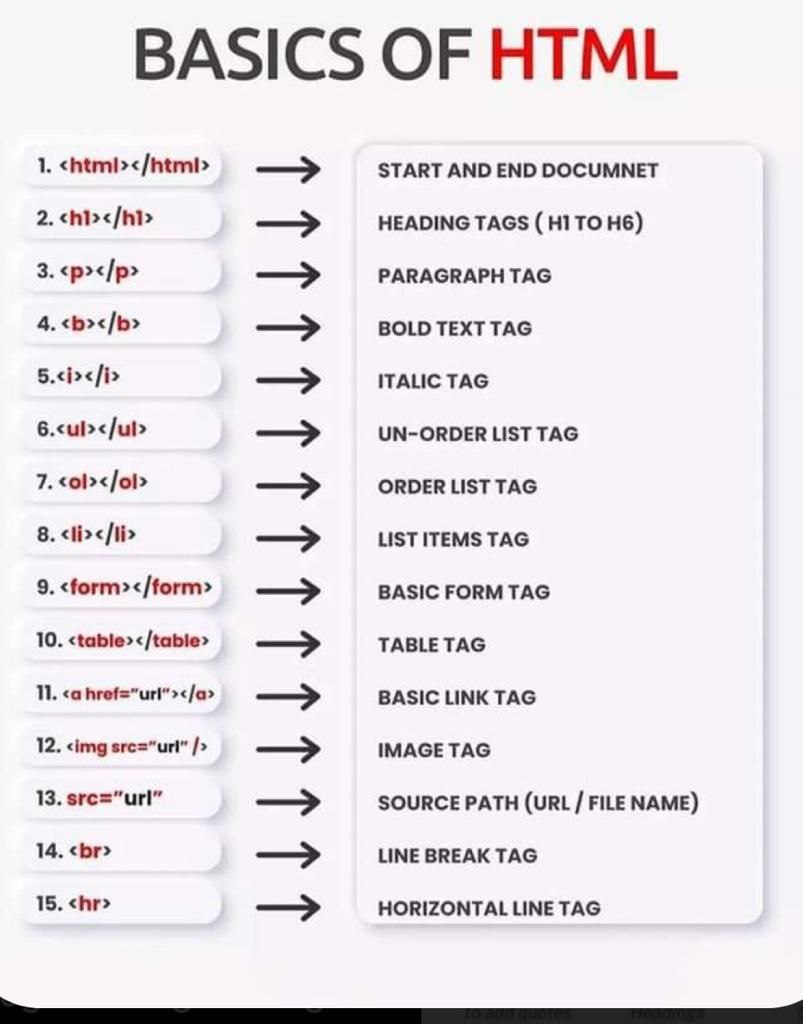 BASICS OF HTML
1. <html></html> → START AND END DOCUMNET
2. <h1></h1> → HEADING TAGS ( H1 TO H6)
3. <p></p> → PARAGRAPH TAG
4. <b></b> → BOLD TEXT TAG
5.<i></i> → ITALIC TAG
6.<ul></ul> → UN-ORDER LIST TAG
7. <ol></ol> → ORDER LIST TAG
8. <li></li> → LIST ITEMS TAG
9. <form></form> → BASIC FORM TAG
10. <table></table> → TABLE TAG
11. <a href="url"></a> → BASIC LINK TAG
12. <img src="url" /> → IMAGE TAG
13. src="url" → SOURCE PATH (URL / FILE NAME)
14. <br> → LINE BREAK TAG
15. <hr> → HORIZONTAL LINE TAG
To add quotes Headings